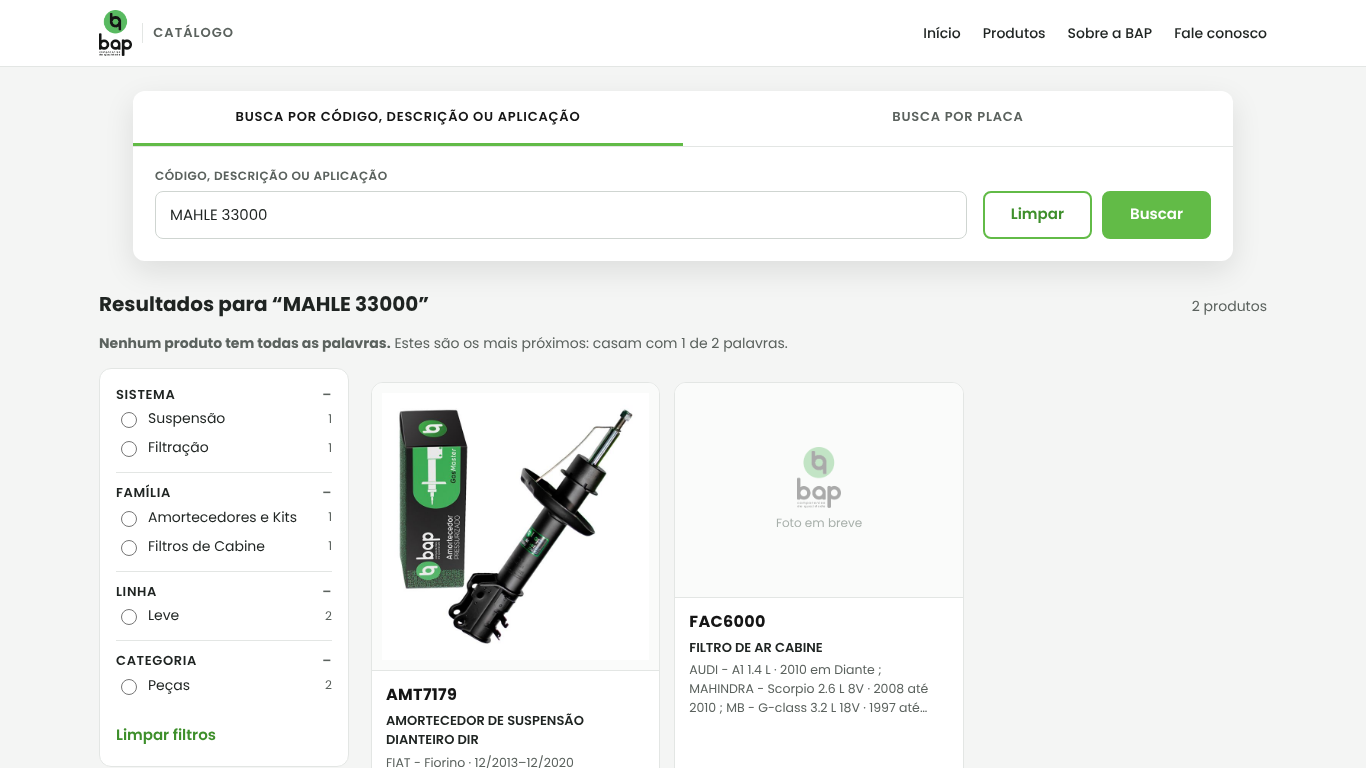 bap
CATÁLOGO
Início
Produtos
Sobre a BAP
Fale conosco
BUSCA POR CÓDIGO, DESCRIÇÃO OU APLICAÇÃO
BUSCA POR PLACA
CÓDIGO, DESCRIÇÃO OU APLICAÇÃO
MAHLE 33000
Limpar
Buscar
Resultados para “MAHLE 33000”
2 produtos
Nenhum produto tem todas as palavras. Estes são os mais próximos: casam com 1 de 2 palavras.
SISTEMA
Suspensão 1
Filtração 1
FAMÍLIA
Amortecedores e Kits 1
Filtros de Cabine 1
LINHA
Leve 2
CATEGORIA
Peças 2
Limpar filtros
bap
Amortecedor
PRESSURIZADO
AMT7179
AMORTECEDOR DE SUSPENSÃO
DIANTEIRO DIR
FIAT - Fiorino · 12/2013–12/2020
bap
Foto em breve
FAC6000
FILTRO DE AR CABINE
AUDI - A1 1.4 L · 2010 em Diante ;
MAHINDRA - Scorpio 2.6 L 8V · 2008 até
2010 ; MB - G-class 3.2 L 18V · 1997 até…